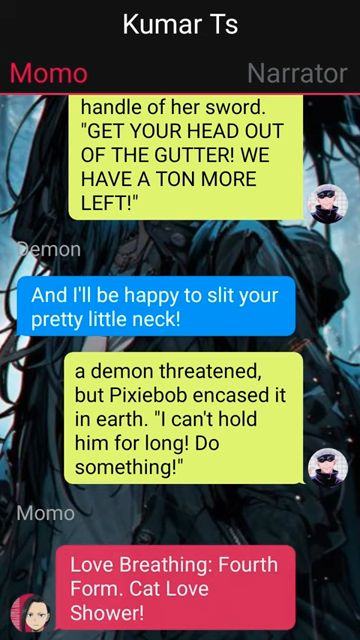 Kumar Ts
Momo
Narrator
handle of her sword.
"GET YOUR HEAD OUT
OF THE GUTTER! WE
HAVE A TON MORE
LEFT!"
Demon
And I'll be happy to slit your
pretty little neck!
a demon threatened,
but Pixiebob encased it
in earth. "I can't hold
him for long! Do
something!"
Momo
Love Breathing: Fourth
Form. Cat Love
Shower!